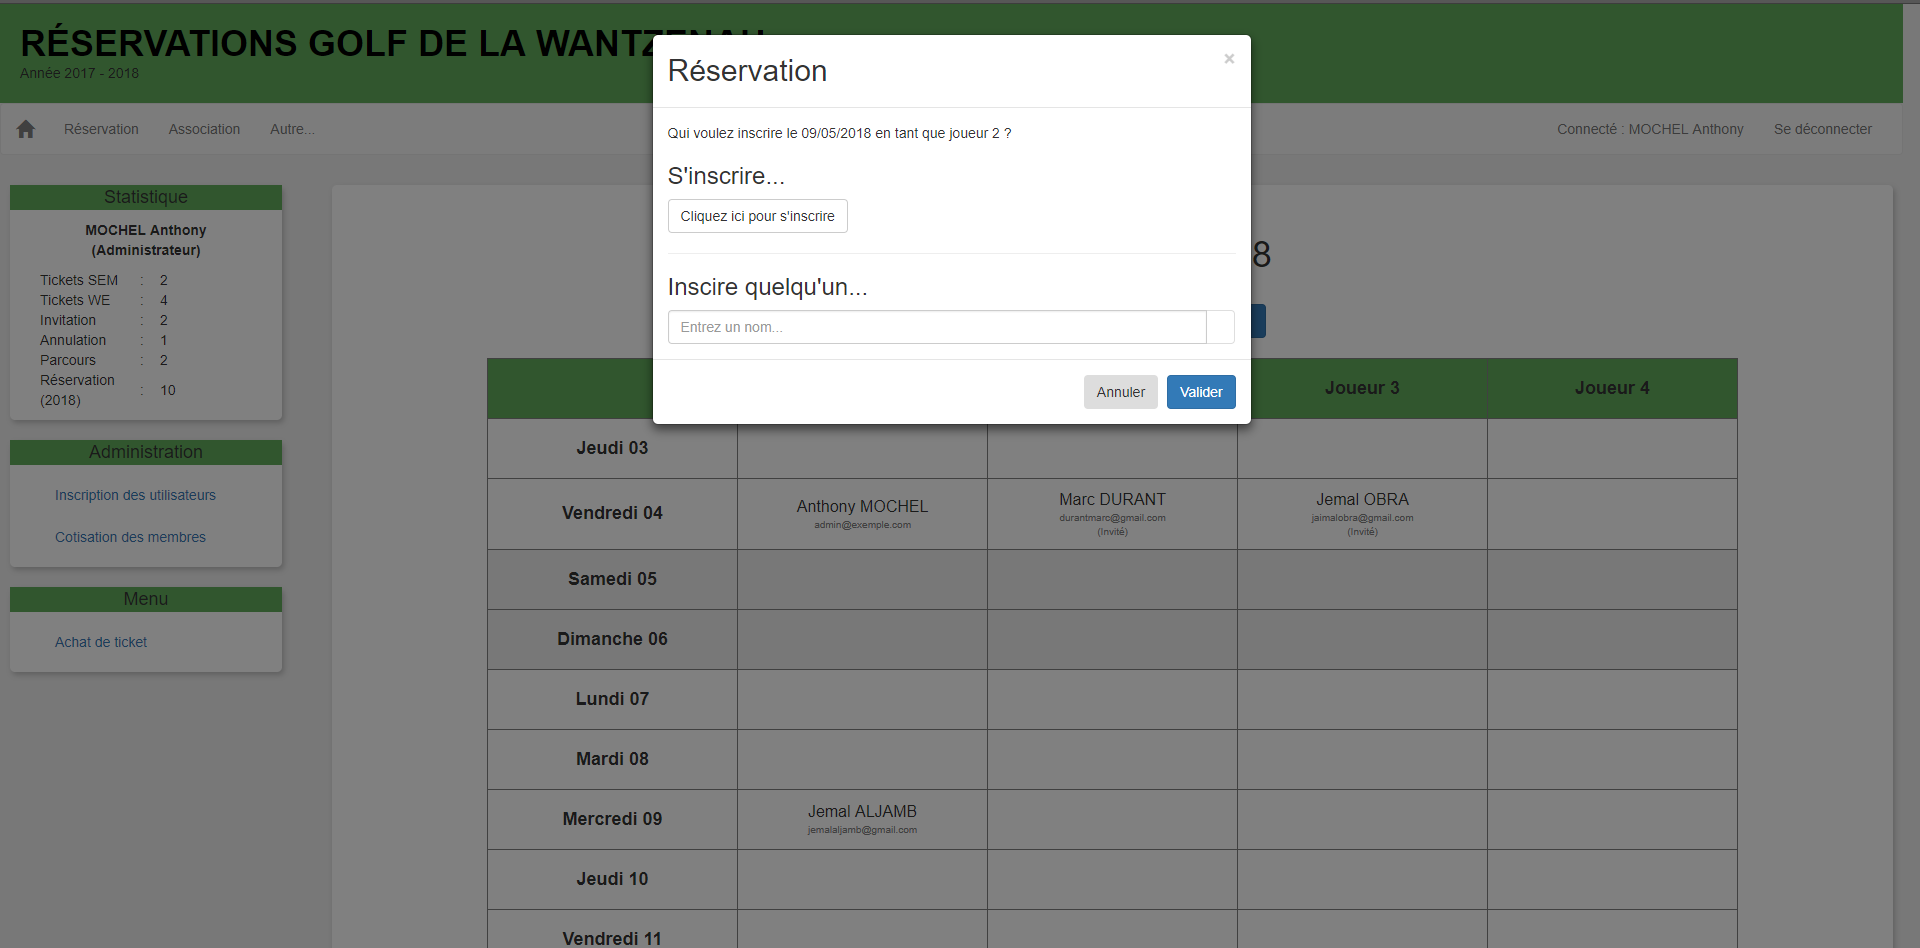 RÉSERVATIONS GOLF DE LA WANTZENAU
Année 2017 - 2018
Réservation
Association
Autre...
Connecté : MOCHEL Anthony
Se déconnecter
Réservation
×
Qui voulez inscrire le 09/05/2018 en tant que joueur 2 ?
S'inscrire...
Cliquez ici pour s'inscrire
Inscire quelqu'un...
Entrez un nom...
Annuler
Valider
Statistique
MOCHEL Anthony
(Administrateur)
Tickets SEM : 2
Tickets WE : 4
Invitation : 2
Annulation : 1
Parcours : 2
Réservation
(2018) : 10
Administration
Inscription des utilisateurs
Cotisation des membres
Menu
Achat de ticket
8
Joueur 3
Joueur 4
Jeudi 03
Vendredi 04
Anthony MOCHEL
admin@exemple.com
Marc DURANT
durantmarc@gmail.com
(Invité)
Jemal OBRA
jaimalobra@gmail.com
(Invité)
Samedi 05
Dimanche 06
Lundi 07
Mardi 08
Mercredi 09
Jemal ALJAMB
jemalaljamb@gmail.com
Jeudi 10
Vendredi 11